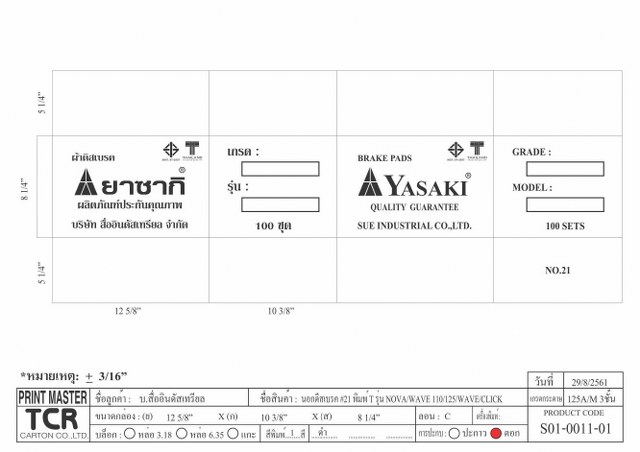 5 1/4"
8 1/4"
5 1/4"
ผ้าดิสเบรค
ยาซากิ®
ผลิตภัณฑ์ประกันคุณภาพ
บริษัท สื่ออินดัสเทรียล จำกัด
เกรด :
รุ่น :
100 ชุด
BRAKE PADS
YASAKI®
QUALITY GUARANTEE
SUE INDUSTRIAL CO.,LTD.
GRADE :
MODEL :
100 SETS
NO.21
12 5/8"
10 3/8"
*หมายเหตุ: ± 3/16"
วันที่ 29/8/2561
PRINT MASTER
TCR
CARTON CO.,LTD.
ชื่อลูกค้า : บ.สื่ออินดัสเทรียล
ชื่อสินค้า : นอกดิสเบรค #21 พิมพ์ T รุ่น NOVA/WAVE 110/125/WAVE/CLICK
เกรดกระดาษ 125A/M 3ชั้น
ขนาดกล่อง : (ย) 12 5/8" X (ก) 10 3/8" X (ส) 8 1/4"
ลอน : C
PRODUCT CODE
S01-0011-01
บล็อก : หล่อ 3.18 หล่อ 6.35 แกะ
สีพิมพ์ 1 สี ดำ
การประกบ : ปะกาว ตอก